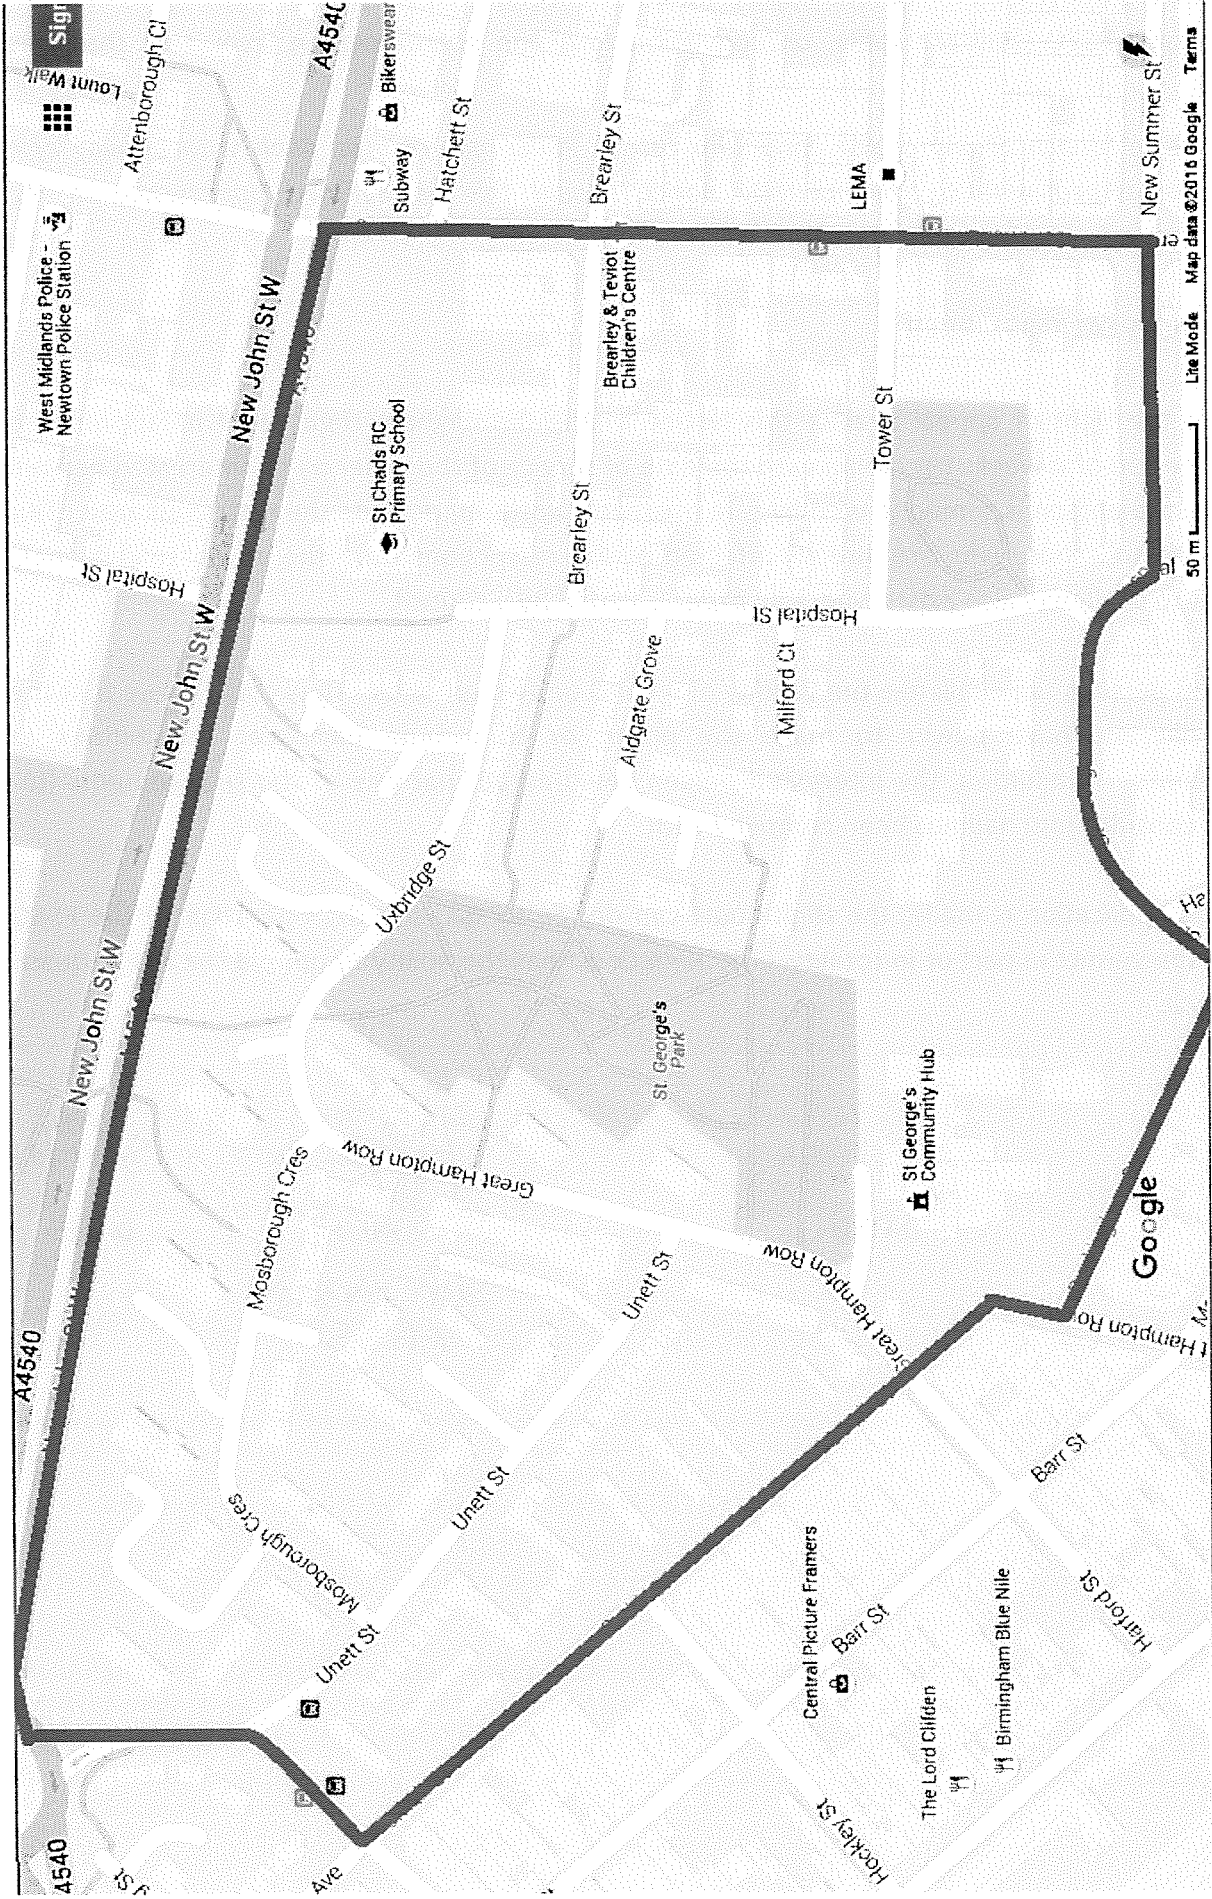 A4540
New John St W
New John St W
New John St W
A4540
A4540
Lount Walk
Attenborough Cl
Sign
West Midlands Police -
Newtown Police Station
Hospital St
Bikerswear
Subway
Hatchett St
Brearley St
St Chads RC
Primary School
Brearley & Teviot
Children's Centre
Brearley St
LEMA
Tower St
New Summer St
Hospital St
Aldgate Grove
Milford Ct
Uxbridge St
St. George's
Park
St George's
Community Hub
Mosborough Cres
Great Hampton Row
Unett St
Great Hampton Row
Mosborough Cres
Unett St
Unett St
Ave
t Hampton Ro
Barr St
Harford St
Central Picture Framers
Barr St
Birmingham Blue Nile
The Lord Clifden
Hockley St
Google
50 m
Lite Mode
Map data ©2016 Google
Terms